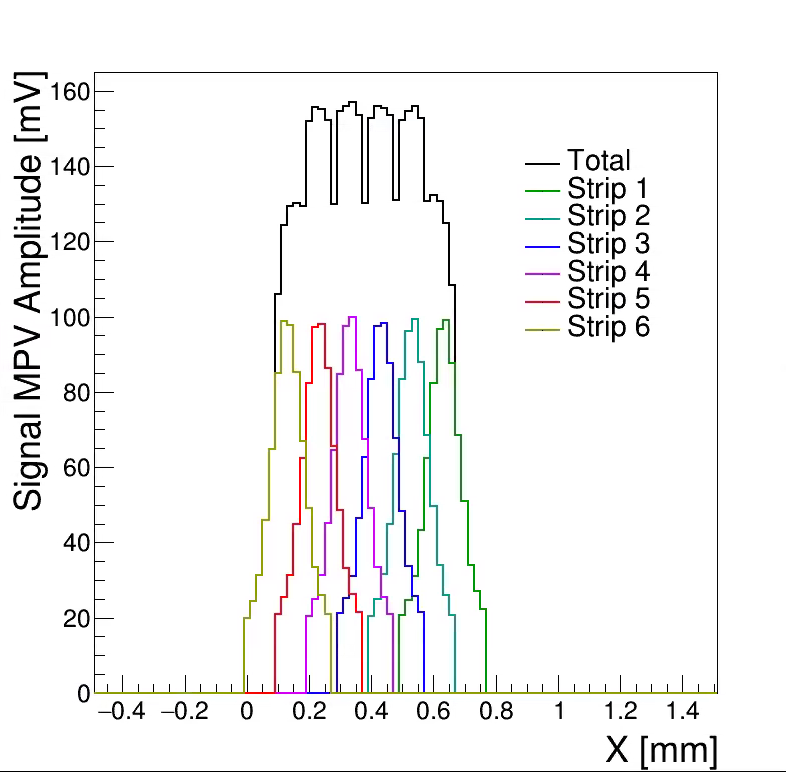 Signal MPV Amplitude [mV]
160
140
120
100
80
60
40
20
0
Total
Strip 1
Strip 2
Strip 3
Strip 4
Strip 5
Strip 6
−0.4 −0.2 0 0.2 0.4 0.6 0.8 1 1.2 1.4
X [mm]